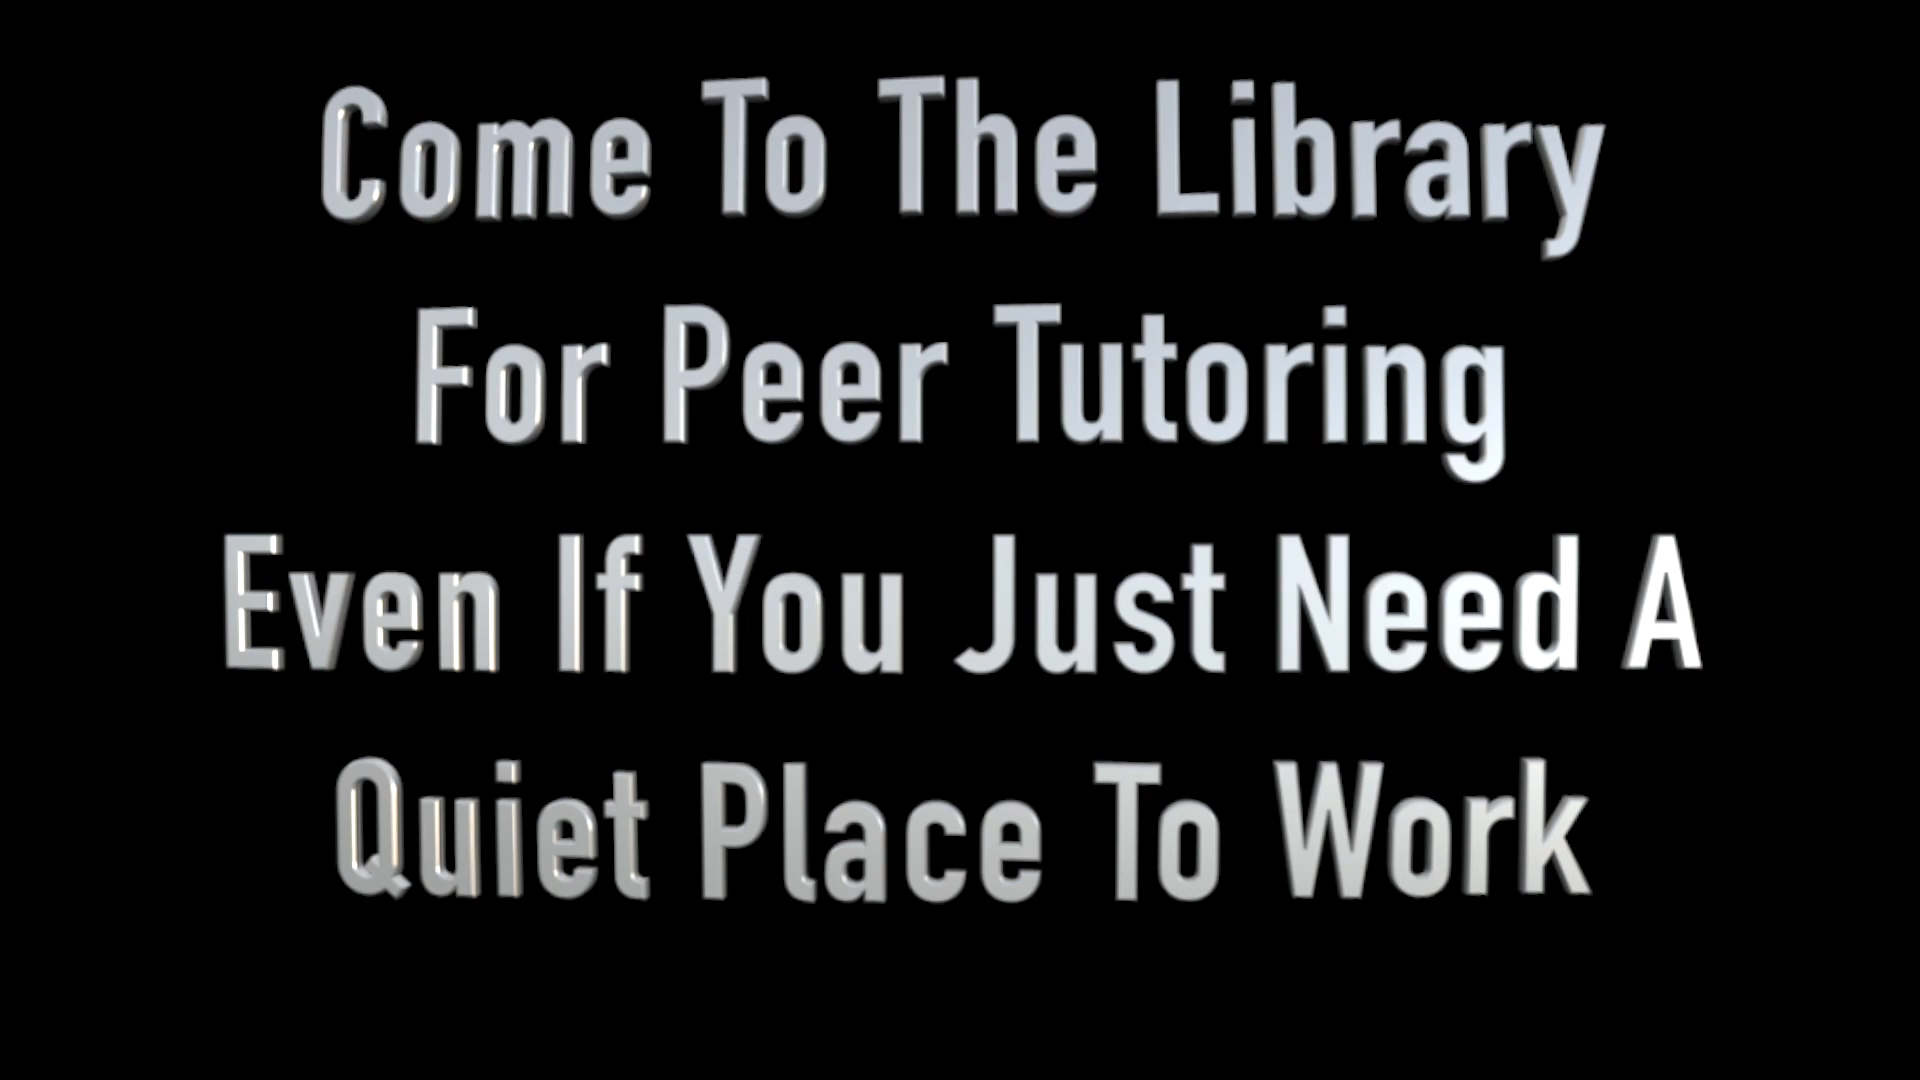 Come To The Library
For Peer Tutoring
Even If You Just Need A
Quiet Place To Work